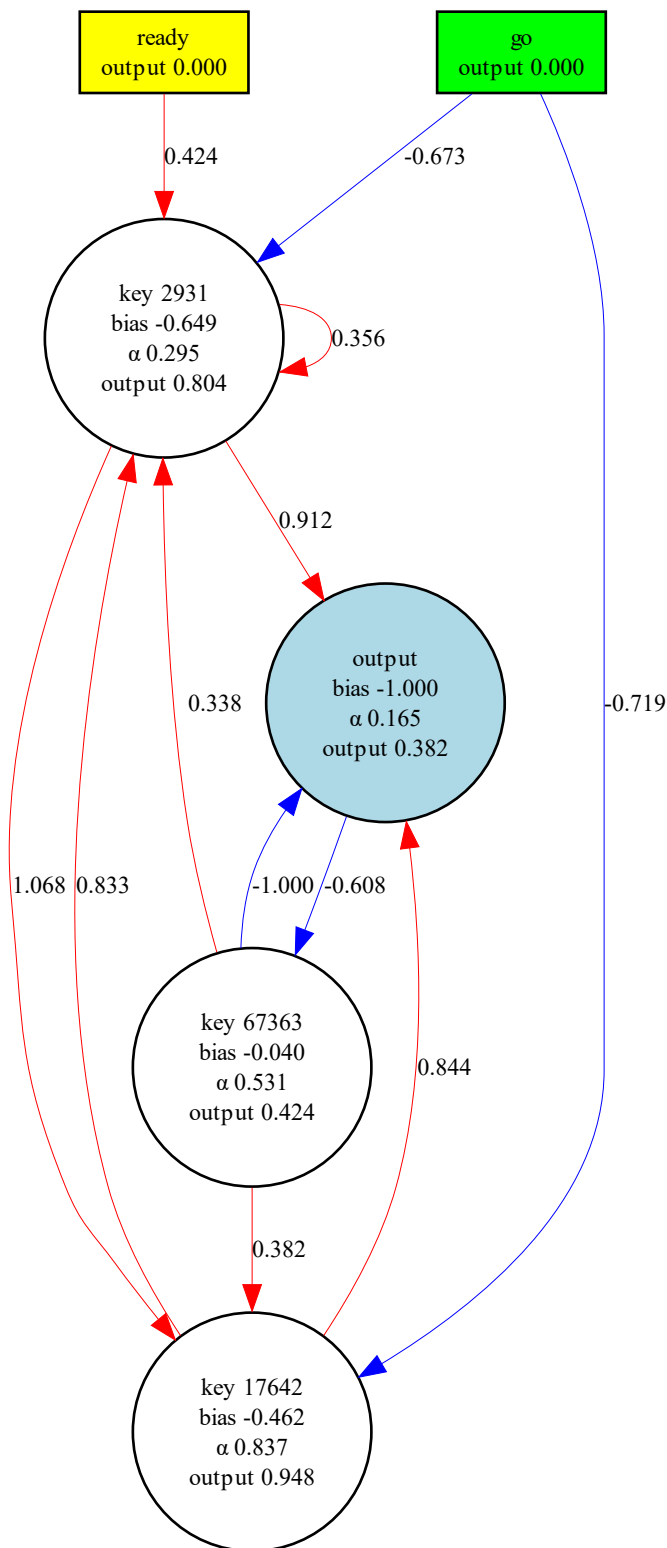 ready
output 0.000
go
output 0.000
0.424
-0.673
key 2931
bias -0.649
α 0.295
output 0.804
0.356
0.912
output
bias -1.000
α 0.165
output 0.382
0.338
-0.719
1.068
0.833
-1.000
-0.608
key 67363
bias -0.040
α 0.531
output 0.424
0.844
0.382
key 17642
bias -0.462
α 0.837
output 0.948